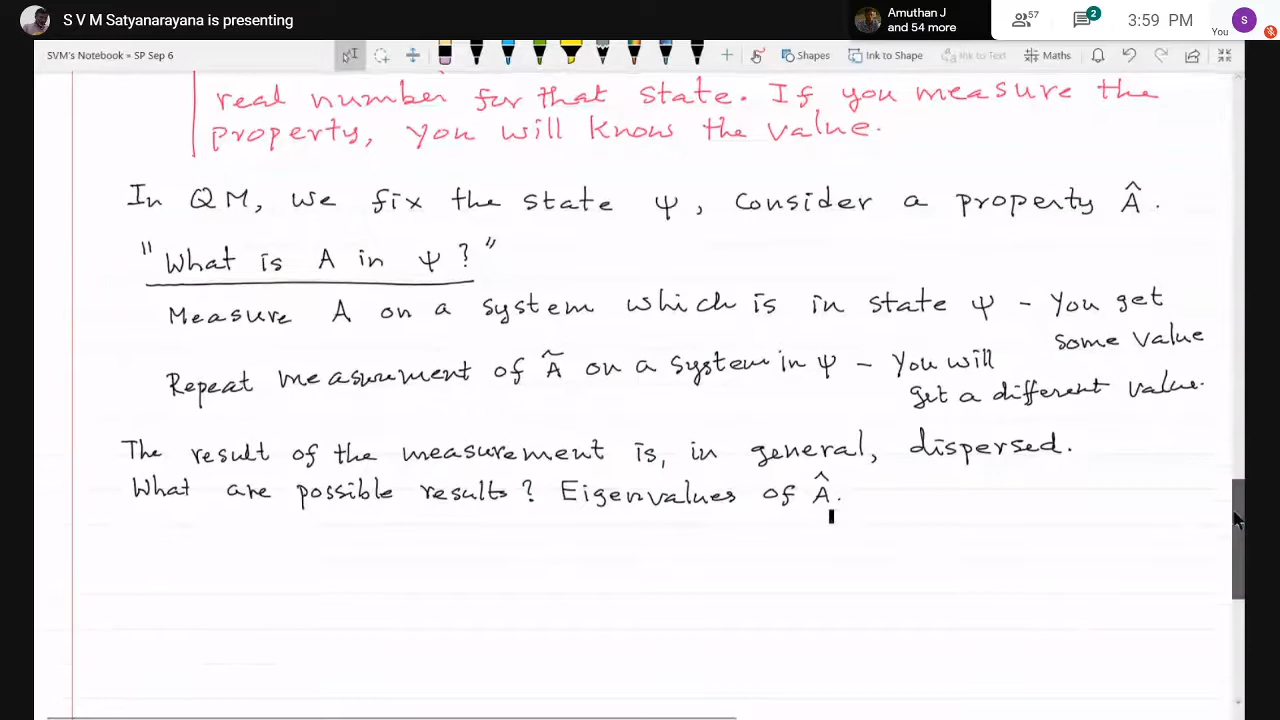 S V M Satyanarayana is presenting
Amuthan J
and 54 more
57
2
3:59 PM
s
You
SVM's Notebook » SP Sep 6
Shapes
Ink to Shape
Ink to Text
Maths
real number for that state. If you measure the
property, you will know the value.
In QM, we fix the state ψ, consider a property Â.
"What is A in ψ?"
Measure A on a system which is in state ψ - You get
some value
Repeat measurement of Ã on a system in ψ - You will
get a different value.
The result of the measurement is, in general, dispersed.
What are possible results? Eigenvalues of Â.